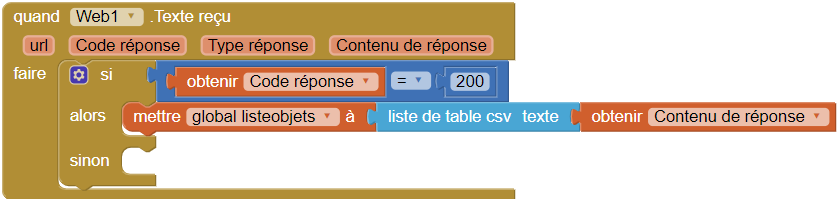 quand Web1 .Texte reçu
url Code réponse Type réponse Contenu de réponse
faire si obtenir Code réponse = 200
alors mettre global listeobjets à liste de table csv texte obtenir Contenu de réponse
sinon